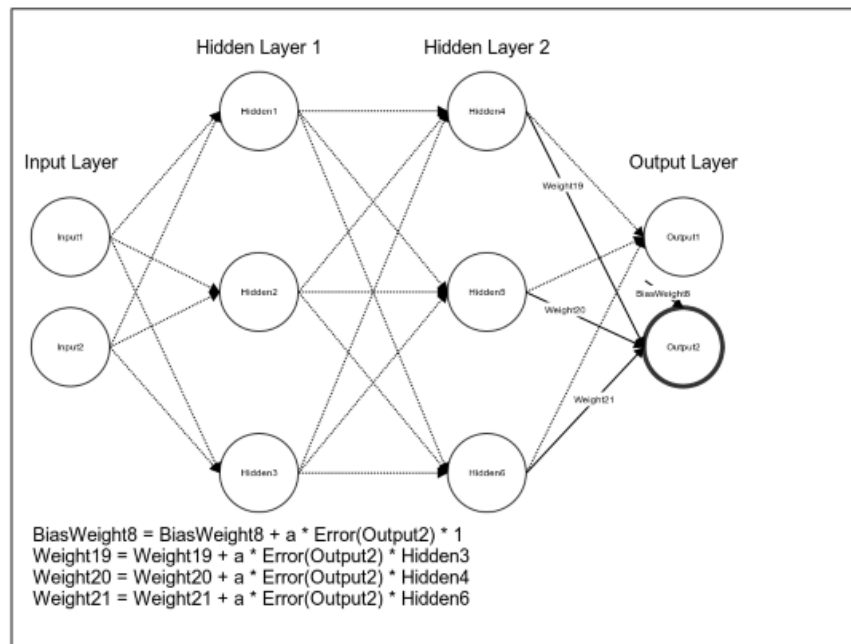 Hidden Layer 1
Hidden Layer 2
Hidden1
Hidden4
Input Layer
Output Layer
Weight19
Input1
Output1
Hidden2
Hidden5
BiasWeight8
Weight20
Input2
Output2
Weight21
Hidden3
Hidden6
BiasWeight8 = BiasWeight8 + a * Error(Output2) * 1
Weight19 = Weight19 + a * Error(Output2) * Hidden3
Weight20 = Weight20 + a * Error(Output2) * Hidden4
Weight21 = Weight21 + a * Error(Output2) * Hidden6